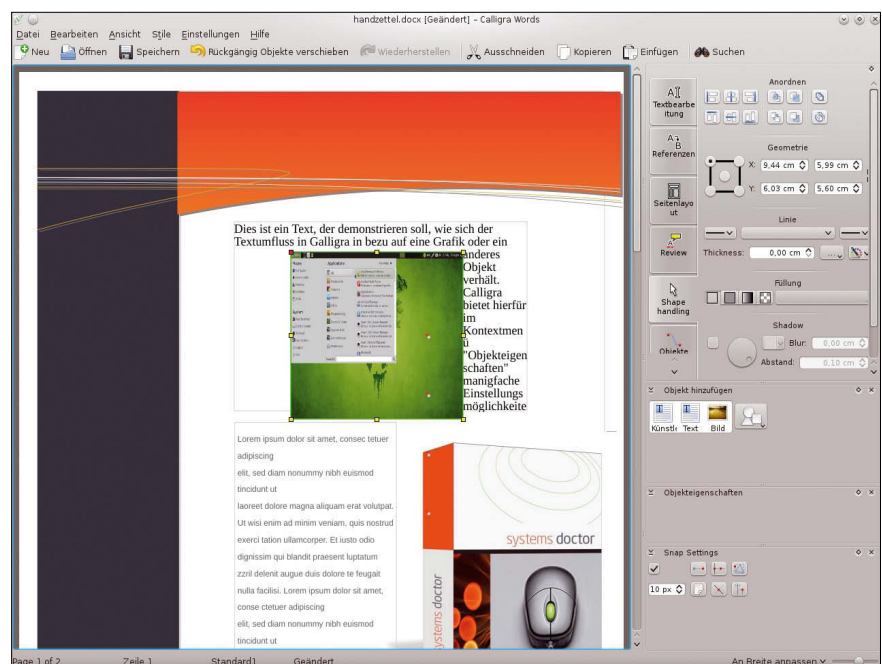 handzettel.docx [Geändert] – Calligra Words
Datei Bearbeiten Ansicht Stile Einstellungen Hilfe
Neu Öffnen Speichern Rückgängig Objekte verschieben Wiederherstellen Ausschneiden Kopieren Einfügen Suchen
Dies ist ein Text, der demonstrieren soll, wie sich der
Textumfluss in Galligra in bezu auf eine Grafik oder ein
anderes
Objekt
verhält.
Calligra
bietet hierfür
im
Kontextmen
ü
"Objekteigen
schaften"
manigfache
Einstellungs
möglichkeite
Lorem ipsum dolor sit amet, consec tetuer
adipiscing
elit, sed diam nonummy nibh euismod
tincidunt ut
laoreet dolore magna aliquam erat volutpat.
Ut wisi enim ad minim veniam, quis nostrud
exerci tation ullamcorper. Et iusto odio
dignissim qui blandit praesent luptatum
zzril delenit augue duis dolore te feugait
nulla facilisi. Lorem ipsum dolor sit amet,
conse ctetuer adipiscing
elit, sed diam nonummy nibh euismod
tincidunt ut
systems doctor
systems doctor
Textbearbe
itung
Referenzen
Seitenlayo
ut
Review
Shape
handling
Objekte
Anordnen
Geometrie
X: 9,44 cm 5,99 cm
Y: 6,03 cm 5,60 cm
Linie
Thickness: 0,00 cm ...
Füllung
Shadow
Blur: 0,00 cm
Abstand: 0,10 cm
Objekt hinzufügen
Künstle Text Bild
Objekteigenschaften
Snap Settings
10 px
Page 1 of 2 Zeile 1 Standard1 Geändert An Breite anpassen